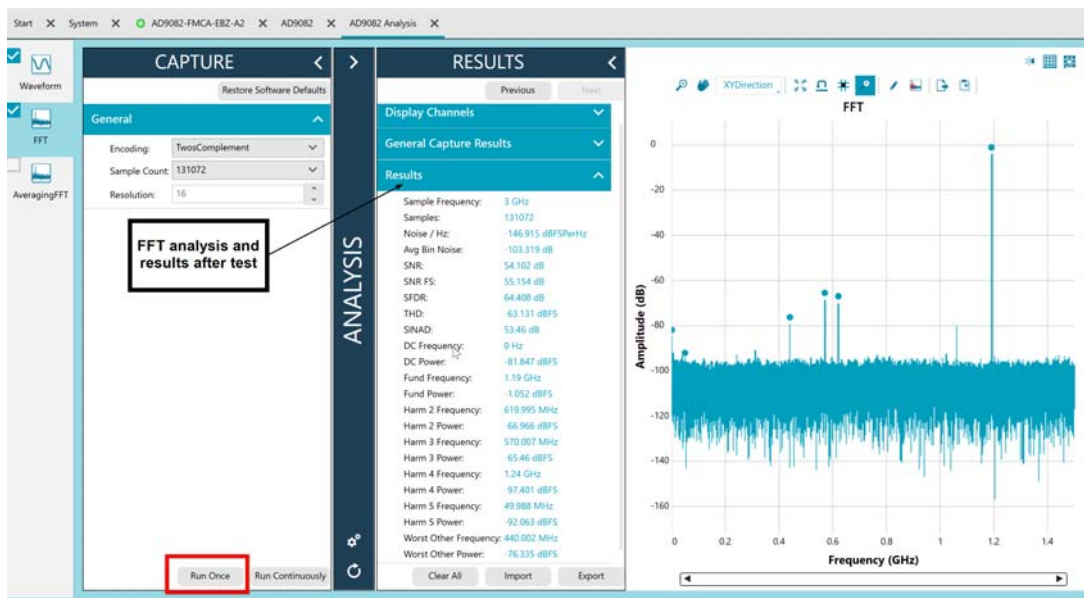 Start X System X AD9082-FMCA-EBZ-A2 X AD9082 X AD9082 Analysis X
Waveform
FFT
AveragingFFT
CAPTURE
Restore Software Defaults
General
Encoding: TwosComplement
Sample Count: 131072
Resolution: 16
FFT analysis and
results after test
Run Once Run Continuously
ANALYSIS
RESULTS
Previous Next
Display Channels
General Capture Results
Results
Sample Frequency: 3 GHz
Samples: 131072
Noise / Hz: -146.915 dBFSPerHz
Avg Bin Noise: -103.319 dB
SNR: 54.102 dB
SNR FS: 55.154 dB
SFDR: 64.408 dB
THD: -63.131 dBFS
SINAD: 53.46 dB
DC Frequency: 0 Hz
DC Power: -81.847 dBFS
Fund Frequency: 1.19 GHz
Fund Power: -1.052 dBFS
Harm 2 Frequency: 619.995 MHz
Harm 2 Power: -66.966 dBFS
Harm 3 Frequency: 570.007 MHz
Harm 3 Power: -65.46 dBFS
Harm 4 Frequency: 1.24 GHz
Harm 4 Power: -97.401 dBFS
Harm 5 Frequency: 49.988 MHz
Harm 5 Power: -92.063 dBFS
Worst Other Frequency: 440.002 MHz
Worst Other Power: -76.335 dBFS
Clear All Import Export
XYDirection
FFT
Amplitude (dB)
0
-20
-40
-60
-80
-100
-120
-140
-160
0 0.2 0.4 0.6 0.8 1 1.2 1.4
Frequency (GHz)